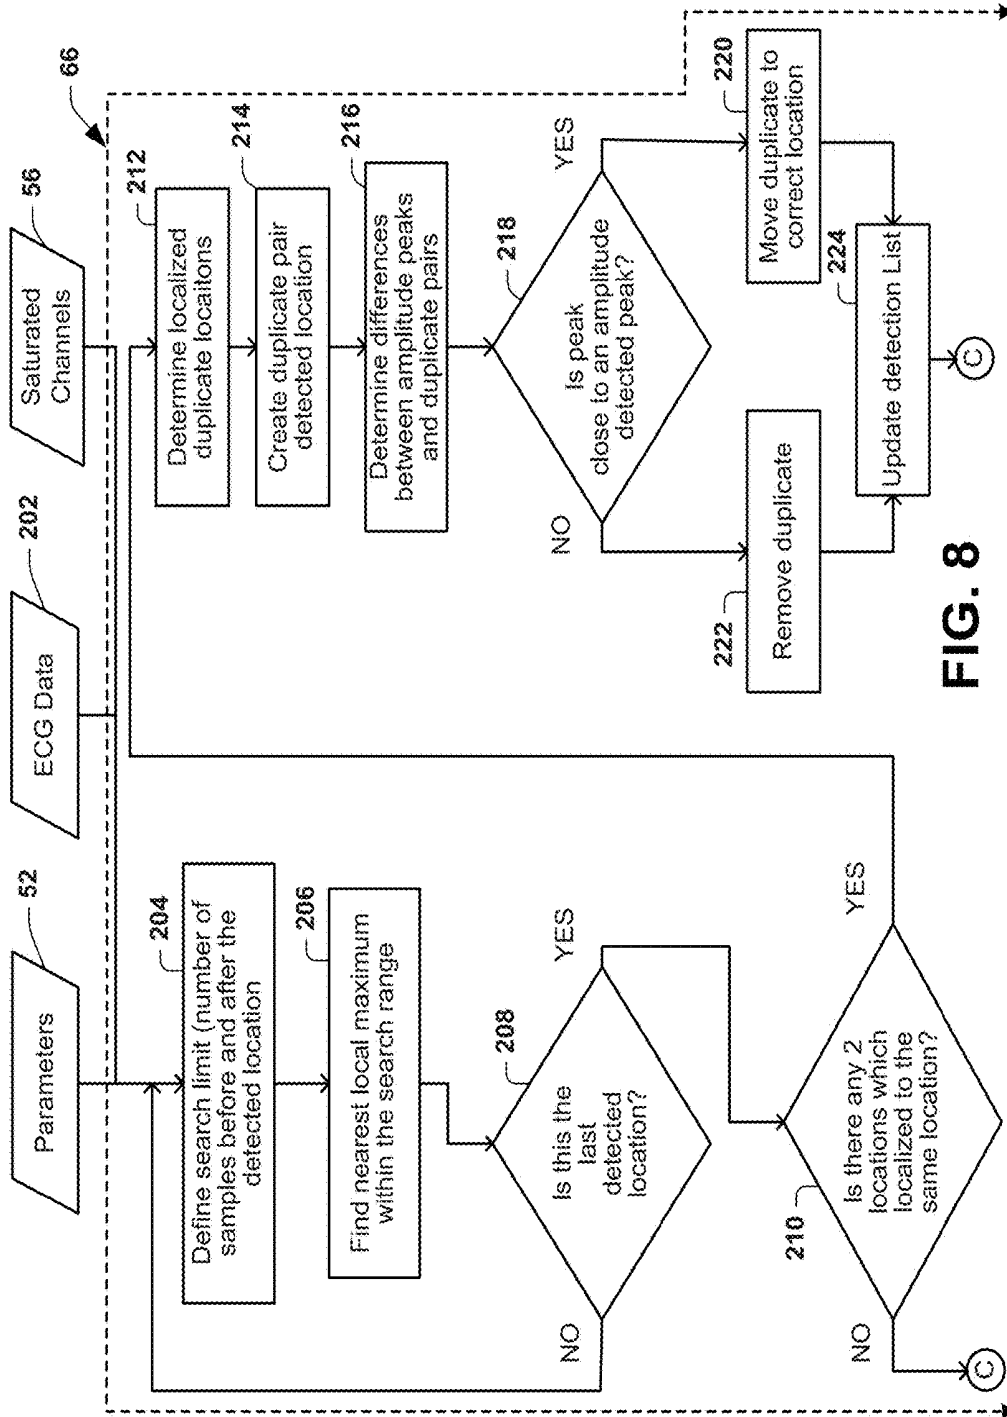 Parameters
52
ECG Data
202
Saturated
Channels
56
66
204
Define search limit (number of
samples before and after the
detected location
206
Find nearest local maximum
within the search range
208
Is this the
last
detected
location?
NO
YES
210
Is there any 2
locations which
localized to the
same location?
NO
YES
C
212
Determine localized
duplicate locaitons
214
Create duplicate pair
detected location
216
Determine differences
between amplitude peaks
and duplicate pairs
218
Is peak
close to an amplitude
detected peak?
NO
YES
222
Remove duplicate
220
Move duplicate to
correct location
224
Update detection List
C
FIG. 8